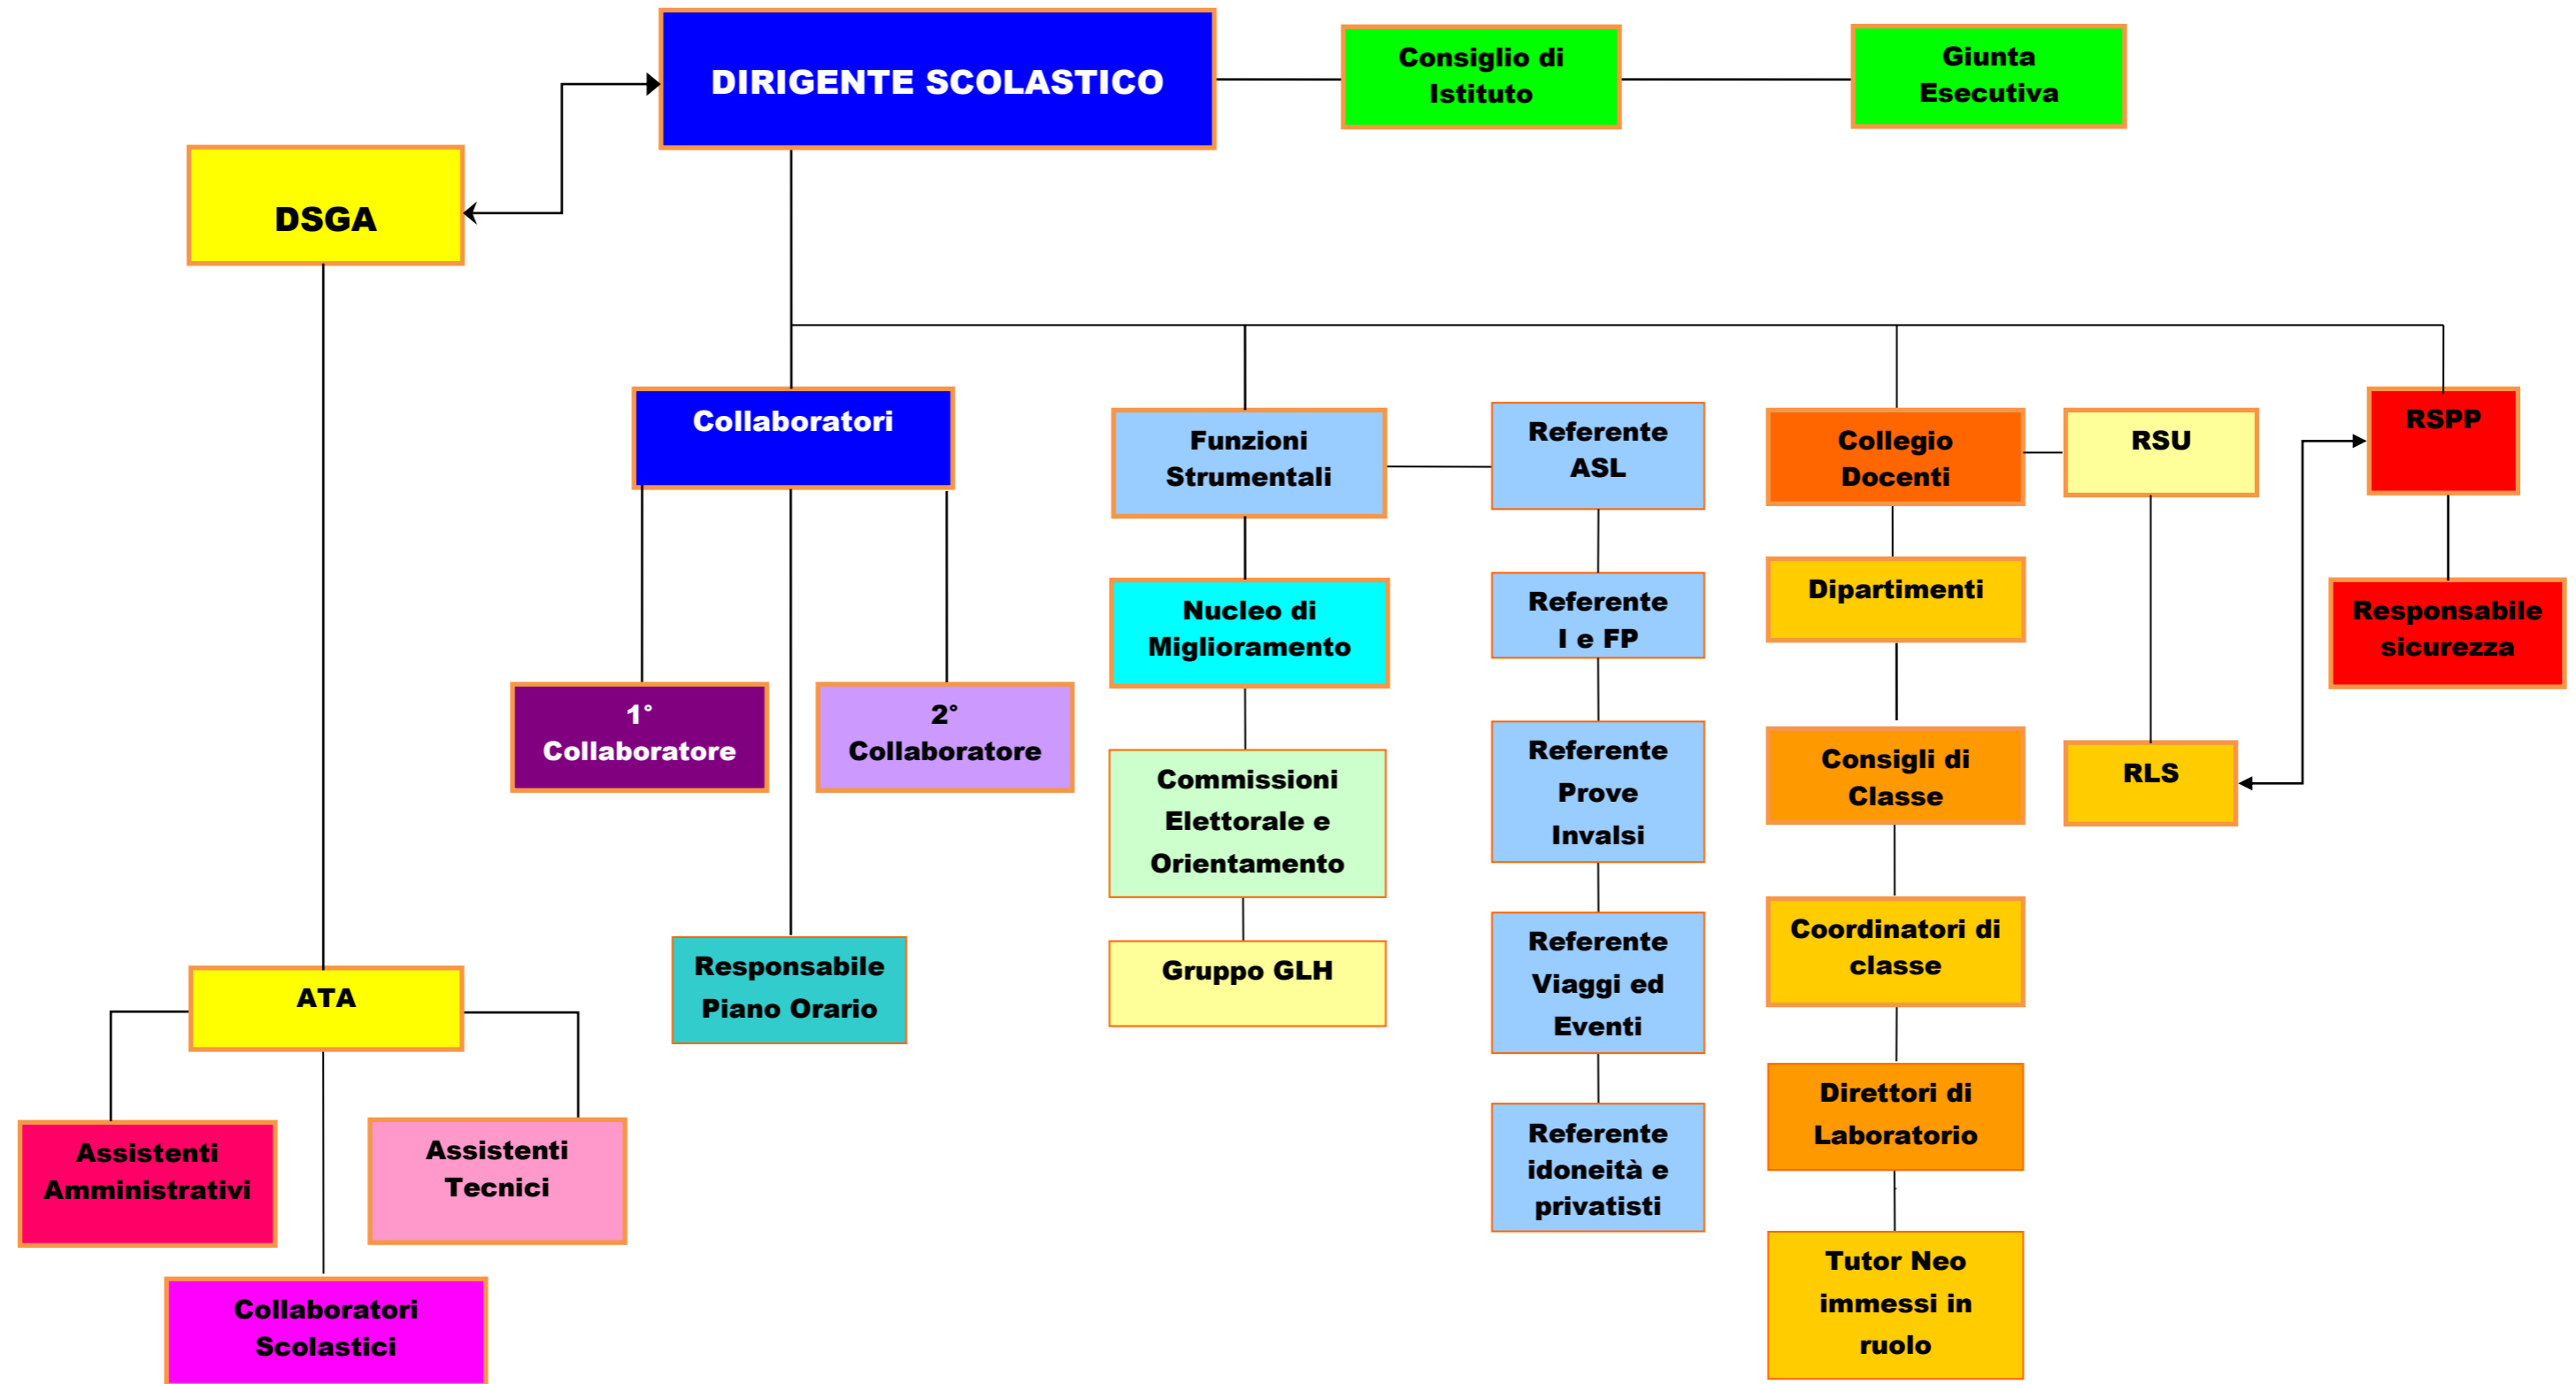 DIRIGENTE SCOLASTICO
Consiglio di
Istituto
Giunta
Esecutiva
DSGA
Collaboratori
Funzioni
Strumentali
Referente
ASL
Collegio
Docenti
RSU
RSPP
Dipartimenti
Nucleo di
Miglioramento
Referente
I e FP
Responsabile
sicurezza
1°
Collaboratore
2°
Collaboratore
Commissioni
Elettorale e
Orientamento
Referente
Prove
Invalsi
Consigli di
Classe
RLS
Responsabile
Piano Orario
Gruppo GLH
Referente
Viaggi ed
Eventi
Coordinatori di
classe
ATA
Assistenti
Amministrativi
Assistenti
Tecnici
Referente
idoneità e
privatisti
Direttori di
Laboratorio
Collaboratori
Scolastici
Tutor Neo
immessi in
ruolo